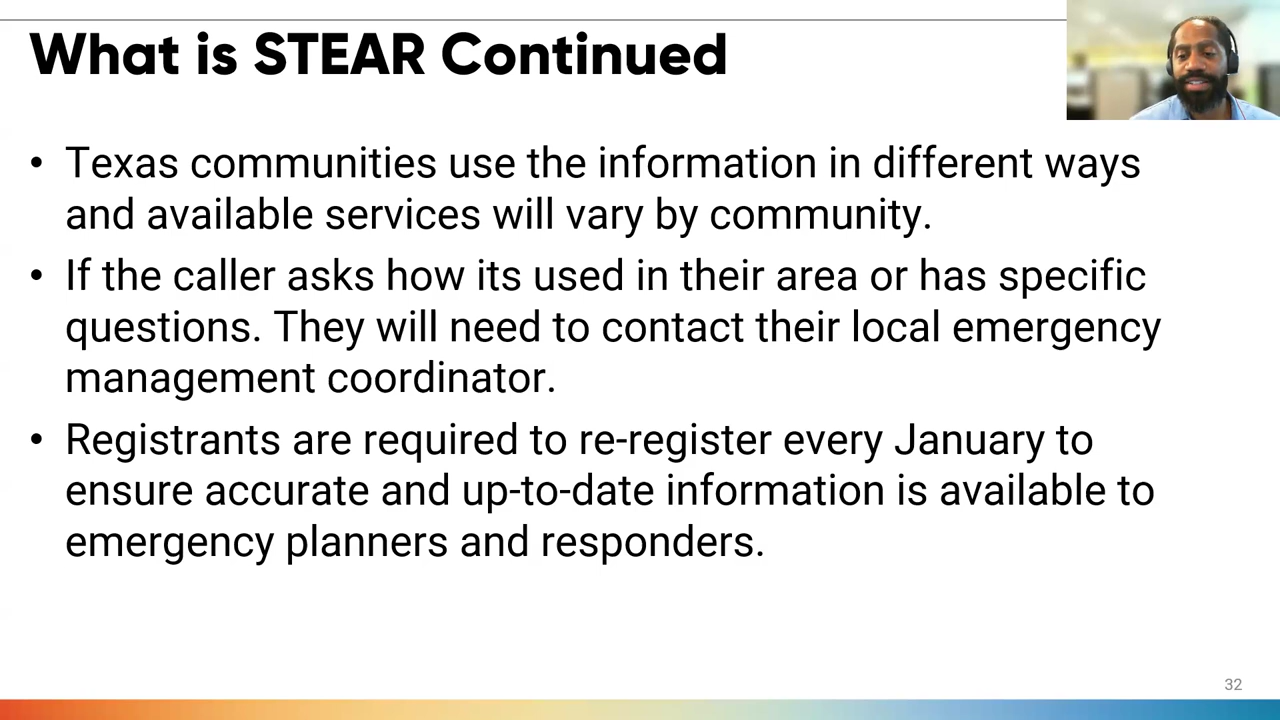 What is STEAR Continued
• Texas communities use the information in different ways
and available services will vary by community.
• If the caller asks how its used in their area or has specific
questions. They will need to contact their local emergency
management coordinator.
• Registrants are required to re-register every January to
ensure accurate and up-to-date information is available to
emergency planners and responders.
32